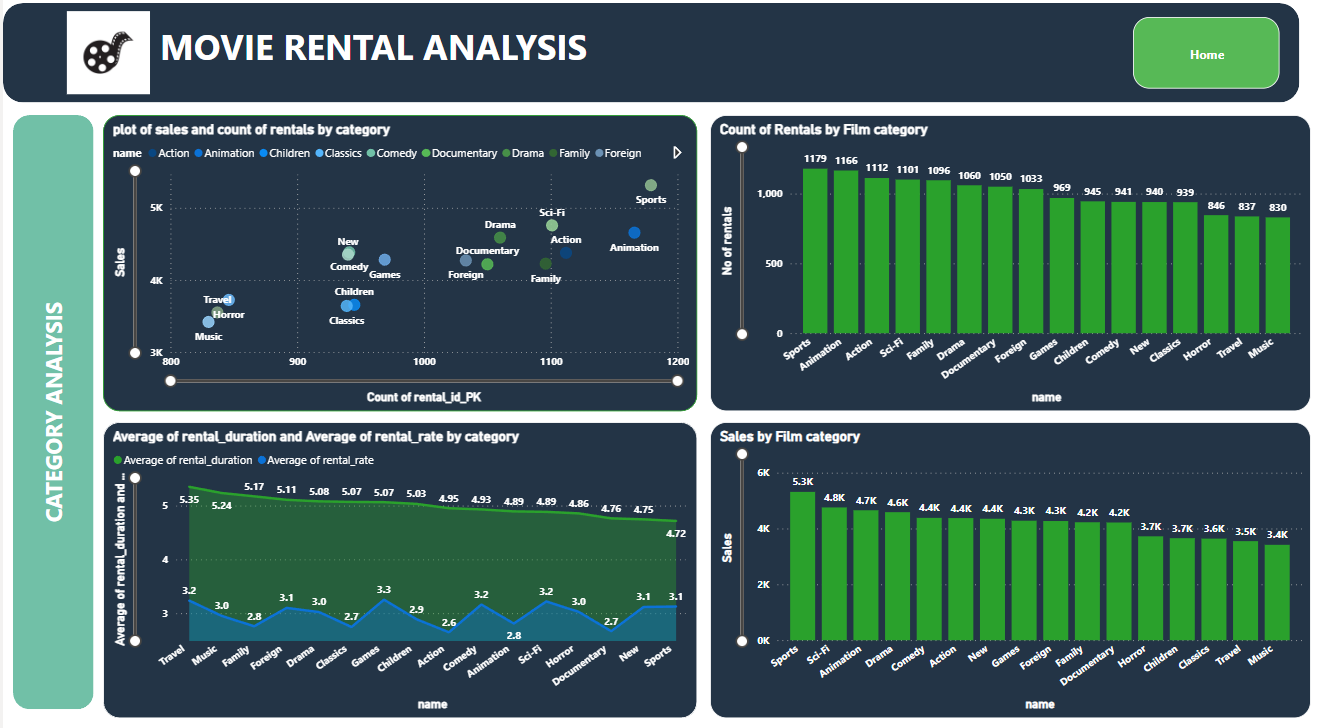 MOVIE RENTAL ANALYSIS
Home
CATEGORY ANALYSIS
plot of sales and count of rentals by category
name Action Animation Children Classics Comedy Documentary Drama Family Foreign
Sales
5K
4K
3K
Sports
Sci-Fi
Drama
Action
Animation
New
Documentary
Comedy
Games
Foreign
Family
Children
Travel
Horror
Classics
Music
800 900 1000 1100 1200
Count of rental_id_PK
Count of Rentals by Film category
No of rentals
1179 1166 1112 1101 1096 1060 1050 1033 969 945 941 940 939 846 837 830
1,000
500
0
Sports Animation Action Sci-Fi Family Drama Documentary Foreign Games Children Comedy New Classics Horror Travel Music
name
Average of rental_duration and Average of rental_rate by category
Average of rental_duration Average of rental_rate
Average of rental_duration and ...
5
4
3
5.35 5.24 5.17 5.11 5.08 5.07 5.07 5.03 4.95 4.93 4.89 4.89 4.86 4.76 4.75 4.72
3.2 3.0 2.8 3.1 3.0 2.7 3.3 2.9 2.6 3.2 2.8 3.2 3.0 2.7 3.1 3.1
Travel Music Family Foreign Drama Classics Games Children Action Comedy Animation Sci-Fi Horror Documentary New Sports
name
Sales by Film category
Sales
6K
4K
2K
0K
5.3K 4.8K 4.7K 4.6K 4.4K 4.4K 4.4K 4.3K 4.3K 4.2K 4.2K 3.7K 3.7K 3.6K 3.5K 3.4K
Sports Sci-Fi Animation Drama Comedy Action New Games Foreign Family Documentary Horror Children Classics Travel Music
name